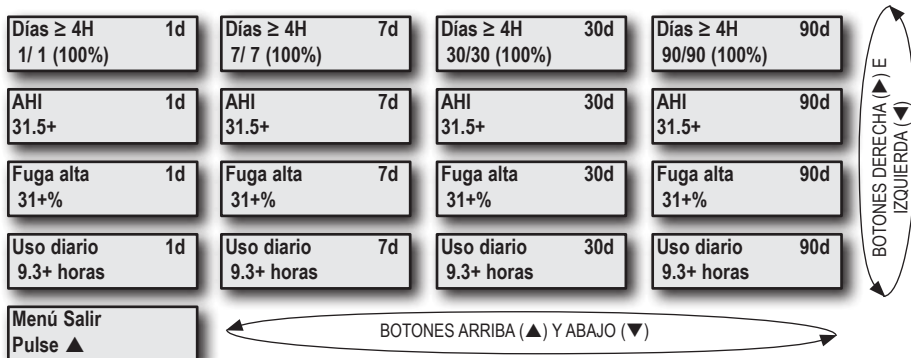 Días ≥ 4H 1d
1/ 1 (100%)
Días ≥ 4H 7d
7/ 7 (100%)
Días ≥ 4H 30d
30/30 (100%)
Días ≥ 4H 90d
90/90 (100%)
AHI 1d
31.5+
AHI 7d
31.5+
AHI 30d
31.5+
AHI 90d
31.5+
Fuga alta 1d
31+%
Fuga alta 7d
31+%
Fuga alta 30d
31+%
Fuga alta 90d
31+%
Uso diario 1d
9.3+ horas
Uso diario 7d
9.3+ horas
Uso diario 30d
9.3+ horas
Uso diario 90d
9.3+ horas
Menú Salir
Pulse ▲
BOTONES ARRIBA (▲) Y ABAJO (▼)
BOTONES DERECHA (▶) E
IZQUIERDA (◀)